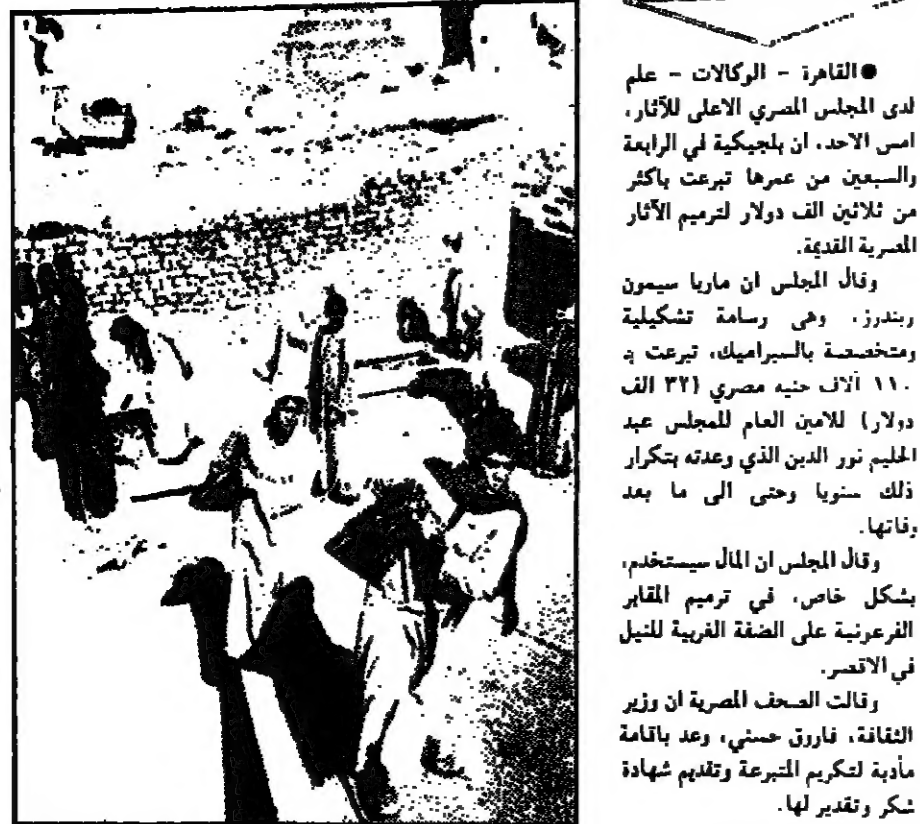 ●القاهرة - الوكالات - علم
لدى المجلس المصري الاعلى للآثار،
امس الاحد، ان بلجيكية في الرابعة
والسبعين من عمرها تبرعت باكثر
من ثلاثين الف دولار لترميم الآثار
المصرية القديمة.
وقال المجلس ان ماريا سيمون
ريندرز، وهي رسامة تشكيلية
ومتخصصة بالسيراميك، تبرعت بـ
١١٠ آلاف جنيه مصري (٣٢ الف
دولار) للامين العام للمجلس عبد
الحليم نور الدين الذي وعدته بتكرار
ذلك سنويا وحتى الى ما بعد
وفاتها.
وقال المجلس ان المال سيستخدم،
بشكل خاص، في ترميم المقابر
الفرعونية على الضفة الغربية للنيل
في الاقصر.
وقالت الصحف المصرية ان وزير
الثقافة، فاروق حسني، وعد باقامة
مأدبة لتكريم المتبرعة وتقديم شهادة
شكر وتقدير لها.